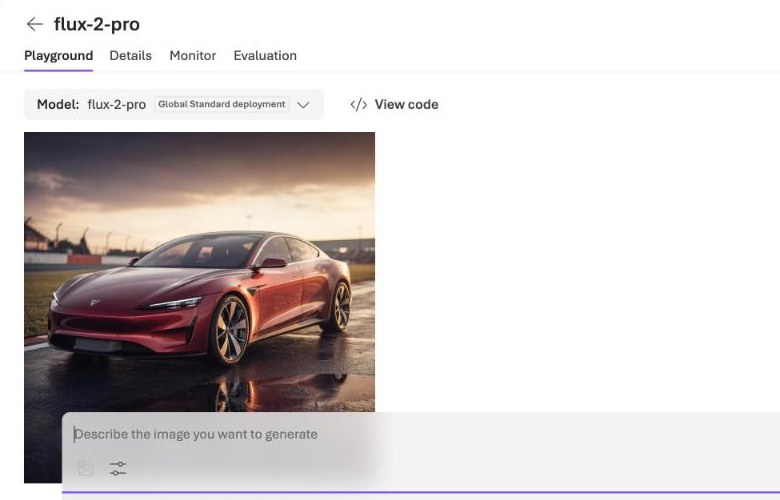 flux-2-pro
Playground Details Monitor Evaluation
Model: flux-2-pro Global Standard deployment
</> View code
Describe the image you want to generate